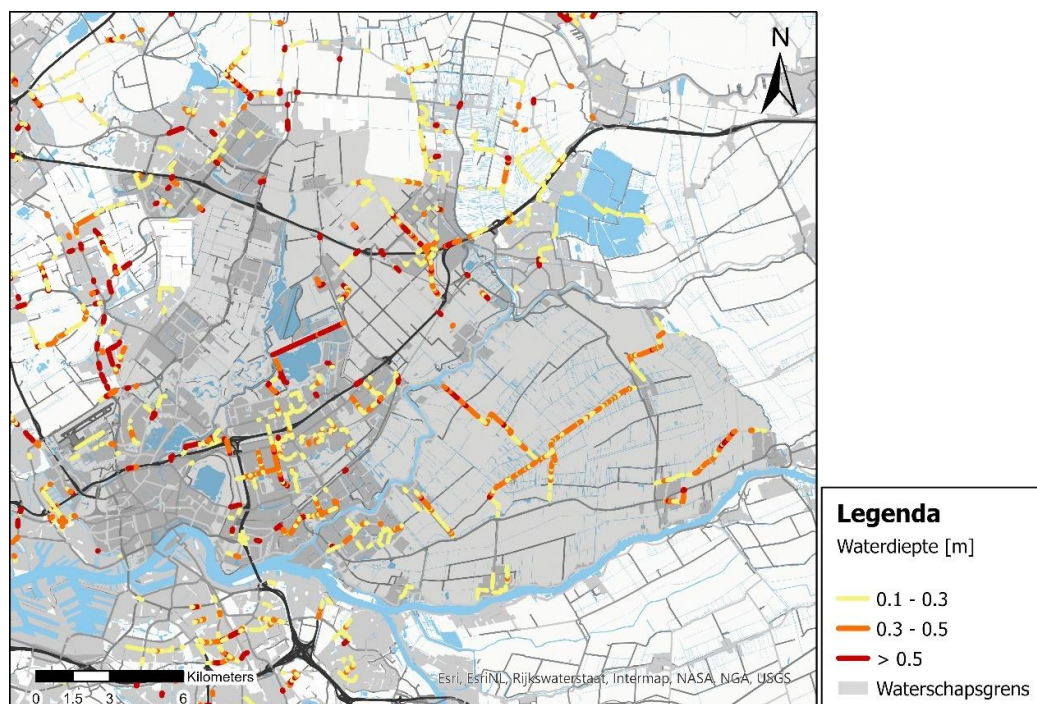 N
Kilometers
0 1.5 3 6
Esri, EsriNL, Rijkswaterstaat, Intermap, NASA, NGA, USGS
Legenda
Waterdiepte [m]
0.1 - 0.3
0.3 - 0.5
> 0.5
Waterschapsgrens